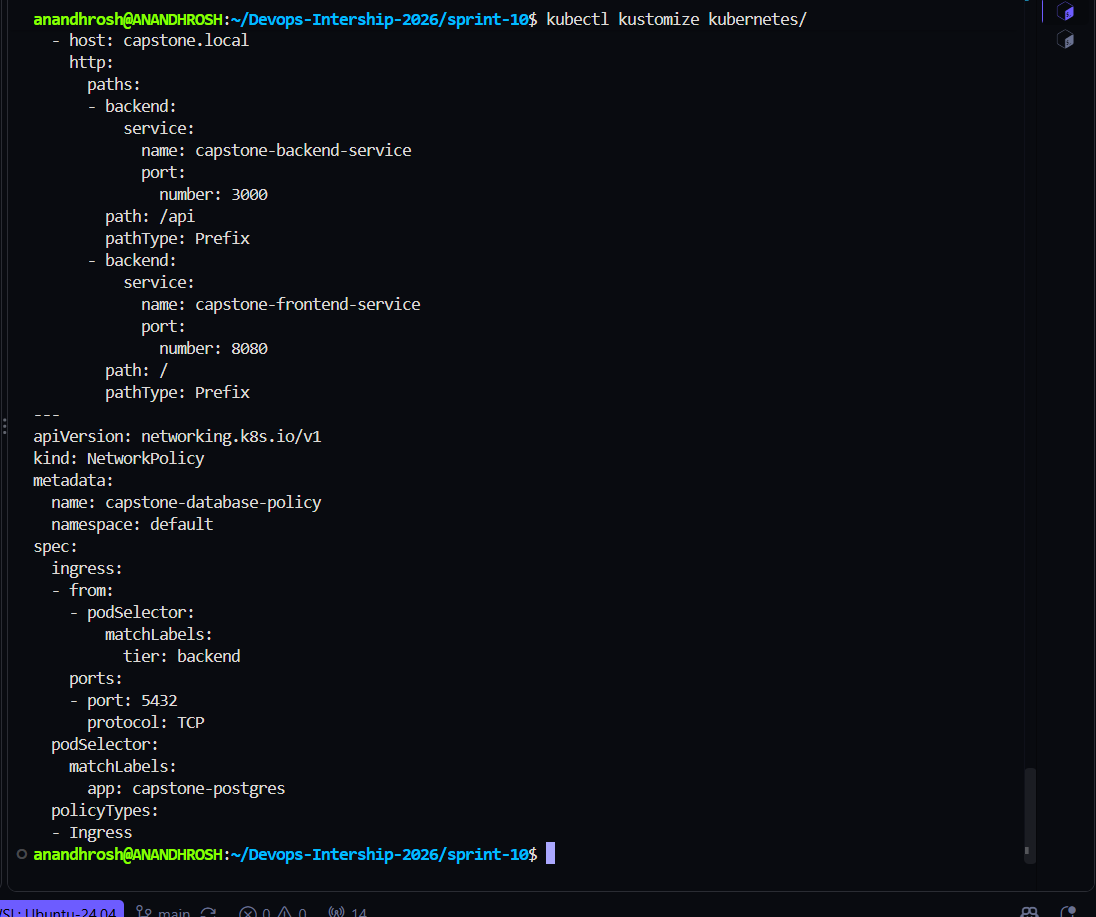 anandhrosh@ANANDHROSH:~/Devops-Intership-2026/sprint-10$ kubectl kustomize kubernetes/
  - host: capstone.local
    http:
      paths:
      - backend:
          service:
            name: capstone-backend-service
            port:
              number: 3000
        path: /api
        pathType: Prefix
      - backend:
          service:
            name: capstone-frontend-service
            port:
              number: 8080
        path: /
        pathType: Prefix
---
apiVersion: networking.k8s.io/v1
kind: NetworkPolicy
metadata:
  name: capstone-database-policy
  namespace: default
spec:
  ingress:
  - from:
    - podSelector:
        matchLabels:
          tier: backend
    ports:
    - port: 5432
      protocol: TCP
  podSelector:
    matchLabels:
      app: capstone-postgres
  policyTypes:
  - Ingress
anandhrosh@ANANDHROSH:~/Devops-Intership-2026/sprint-10$
WSL: Ubuntu-24.04 main 0 0 14